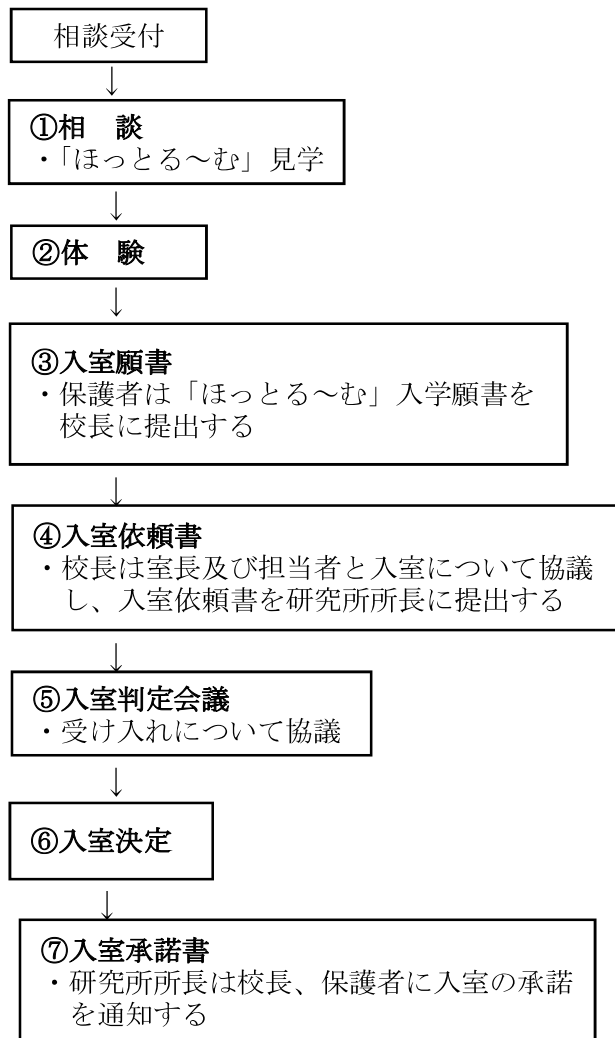 相談受付
↓
①相　談
・「ほっとる～む」見学
↓
②体　験
↓
③入室願書
・保護者は「ほっとる～む」入学願書を
校長に提出する
↓
④入室依頼書
・校長は室長及び担当者と入室について協議
し、入室依頼書を研究所所長に提出する
↓
⑤入室判定会議
・受け入れについて協議
↓
⑥入室決定
↓
⑦入室承諾書
・研究所所長は校長、保護者に入室の承諾
を通知する